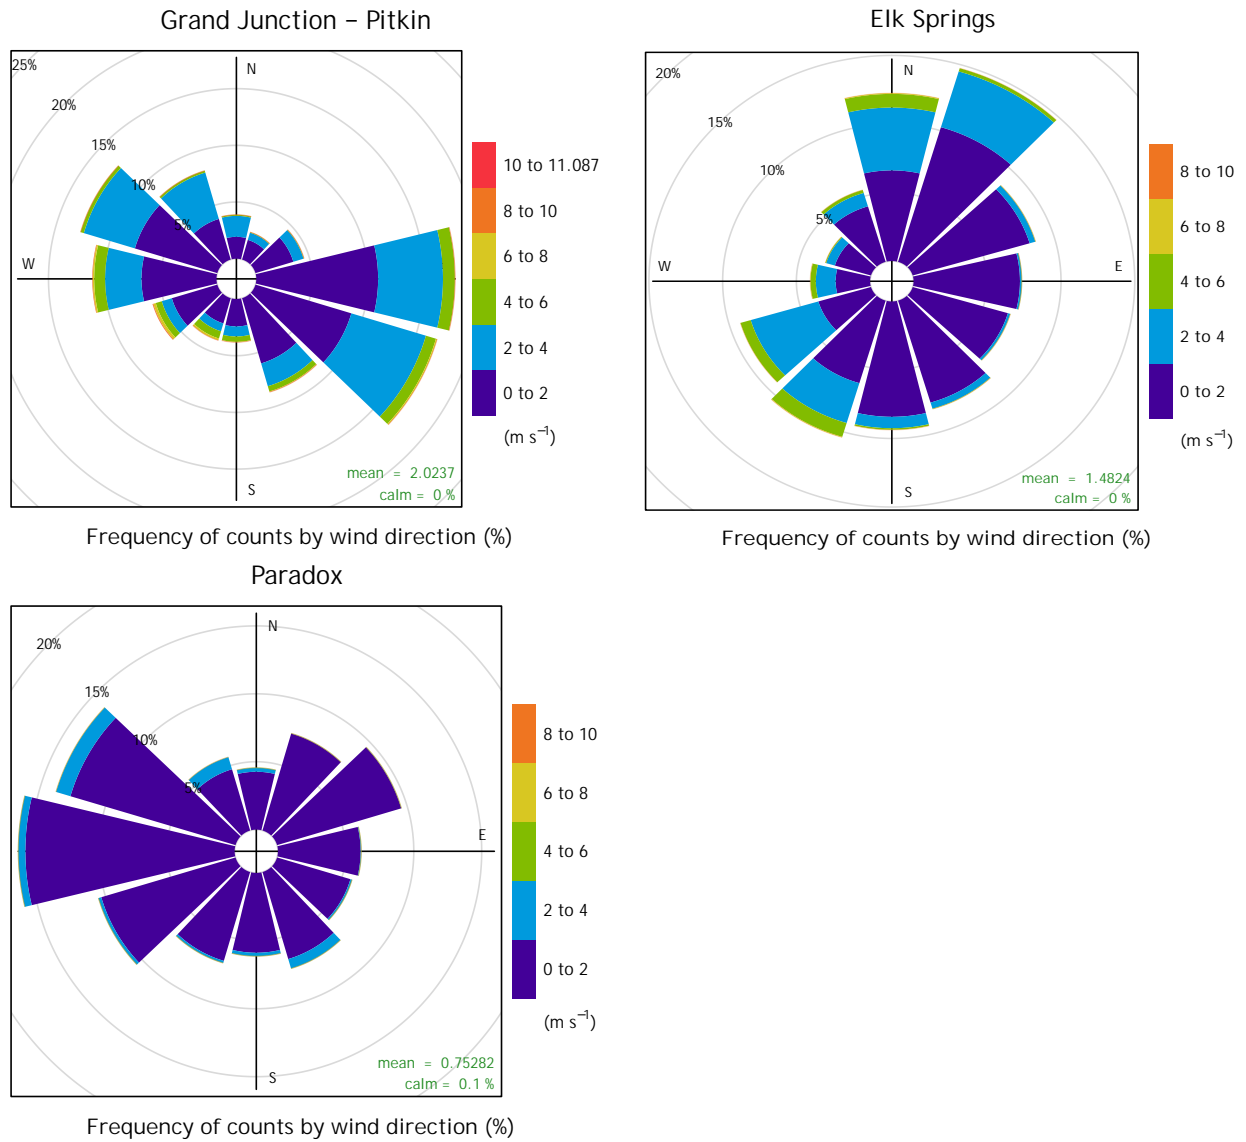 Grand Junction – Pitkin
25%
20%
15%
10%
5%
N
W
S
mean = 2.0237
calm = 0 %
10 to 11.087
8 to 10
6 to 8
4 to 6
2 to 4
0 to 2
(m s⁻¹)
Frequency of counts by wind direction (%)
Elk Springs
20%
15%
10%
5%
N
W
E
S
mean = 1.4824
calm = 0 %
8 to 10
6 to 8
4 to 6
2 to 4
0 to 2
(m s⁻¹)
Frequency of counts by wind direction (%)
Paradox
20%
15%
10%
5%
N
E
S
mean = 0.75282
calm = 0.1 %
8 to 10
6 to 8
4 to 6
2 to 4
0 to 2
(m s⁻¹)
Frequency of counts by wind direction (%)